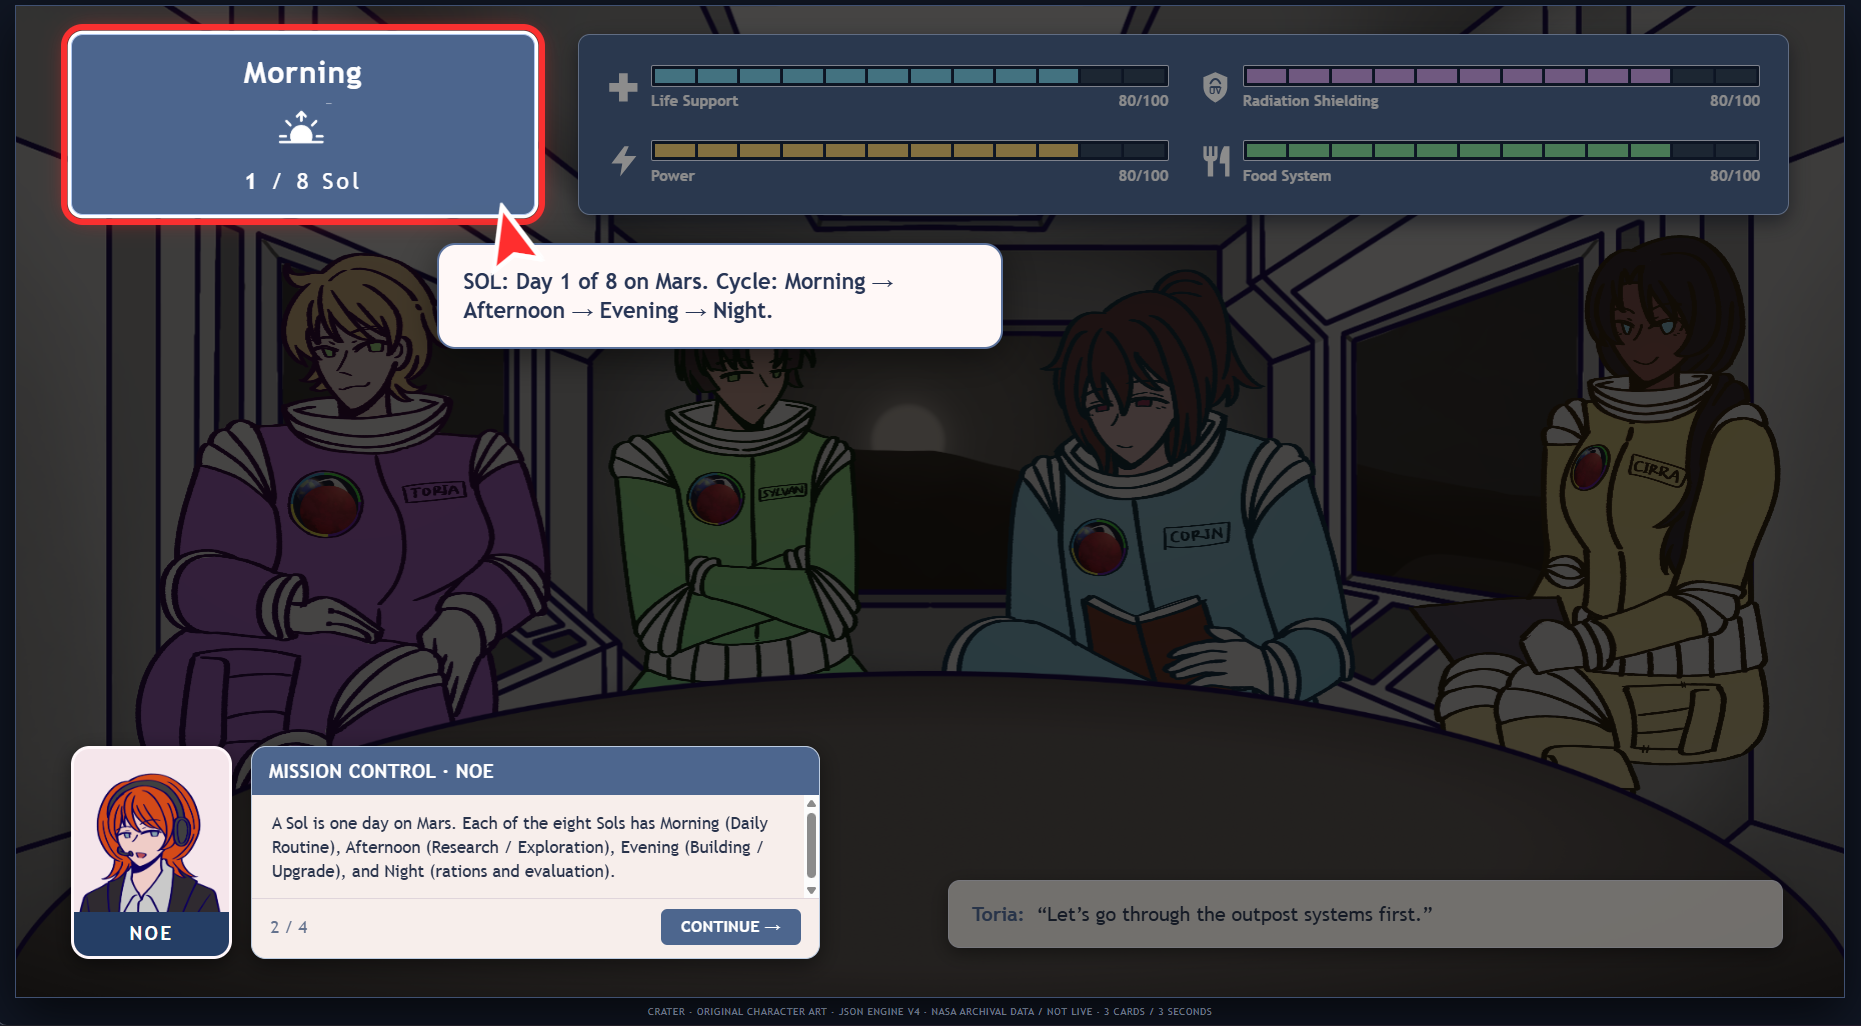 Morning
1 / 8 Sol
Life Support
80/100
Radiation Shielding
80/100
Power
80/100
Food System
80/100
SOL: Day 1 of 8 on Mars. Cycle: Morning →
Afternoon → Evening → Night.
TORIA
SYLVAN
CORIN
CIRRA
MISSION CONTROL · NOE
A Sol is one day on Mars. Each of the eight Sols has Morning (Daily
Routine), Afternoon (Research / Exploration), Evening (Building /
Upgrade), and Night (rations and evaluation).
2 / 4
CONTINUE →
NOE
Toria: “Let’s go through the outpost systems first.”
CRATER - ORIGINAL CHARACTER ART - JSON ENGINE V4 - NASA ARCHIVAL DATA / NOT LIVE - 3 CARDS / 3 SECONDS